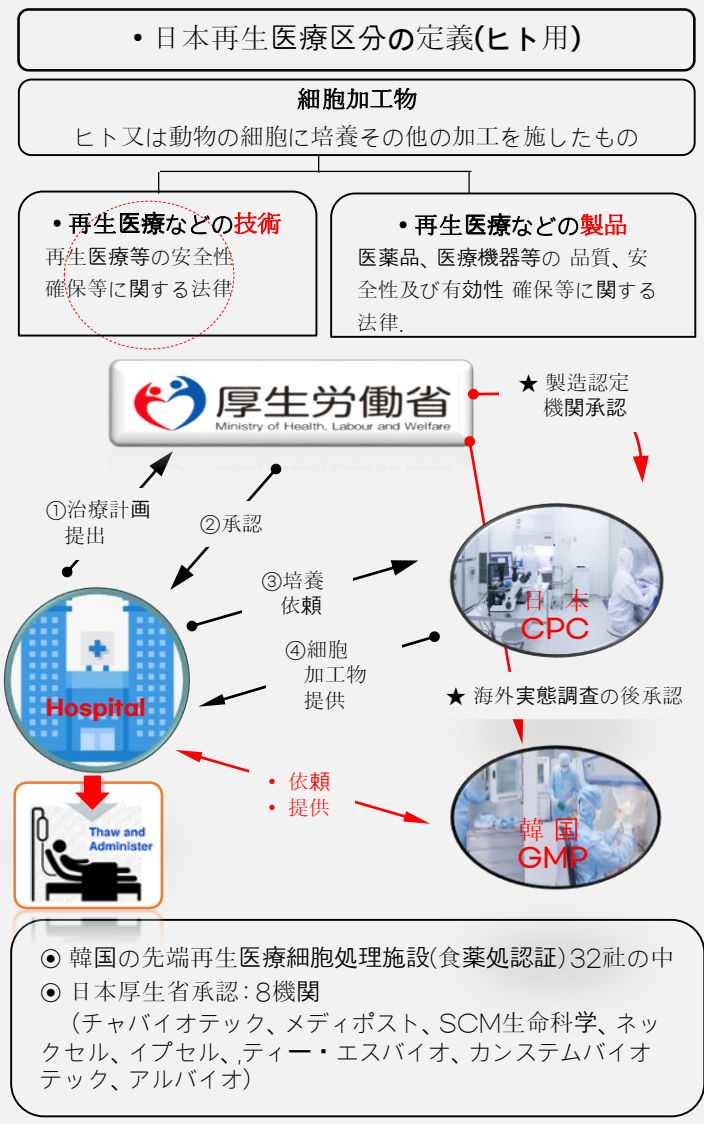 • 日本再生医療区分の定義(ヒト用)
細胞加工物
ヒト又は動物の細胞に培養その他の加工を施したもの
• 再生医療などの技術
再生医療等の安全性
確保等に関する法律
• 再生医療などの製品
医薬品、医療機器等の 品質、安
全性及び有効性 確保等に関する
法律.
厚生労働省
Ministry of Health, Labour and Welfare
★ 製造認定
機関承認
①治療計画
提出
②承認
③培養
依頼
日 本
CPC
④細胞
加工物
提供
Hospital
★ 海外実態調査の後承認
• 依頼
• 提供
韓 国
GMP
Thaw and
Administer
◉ 韓国の先端再生医療細胞処理施設(食薬処認証) 32社の中
◉ 日本厚生省承認 : 8機関
(チャバイオテック、メディポスト、SCM生命科学、ネッ
クセル、イプセル、,ティー・エスバイオ、カンステムバイオ
テック、アルバイオ)